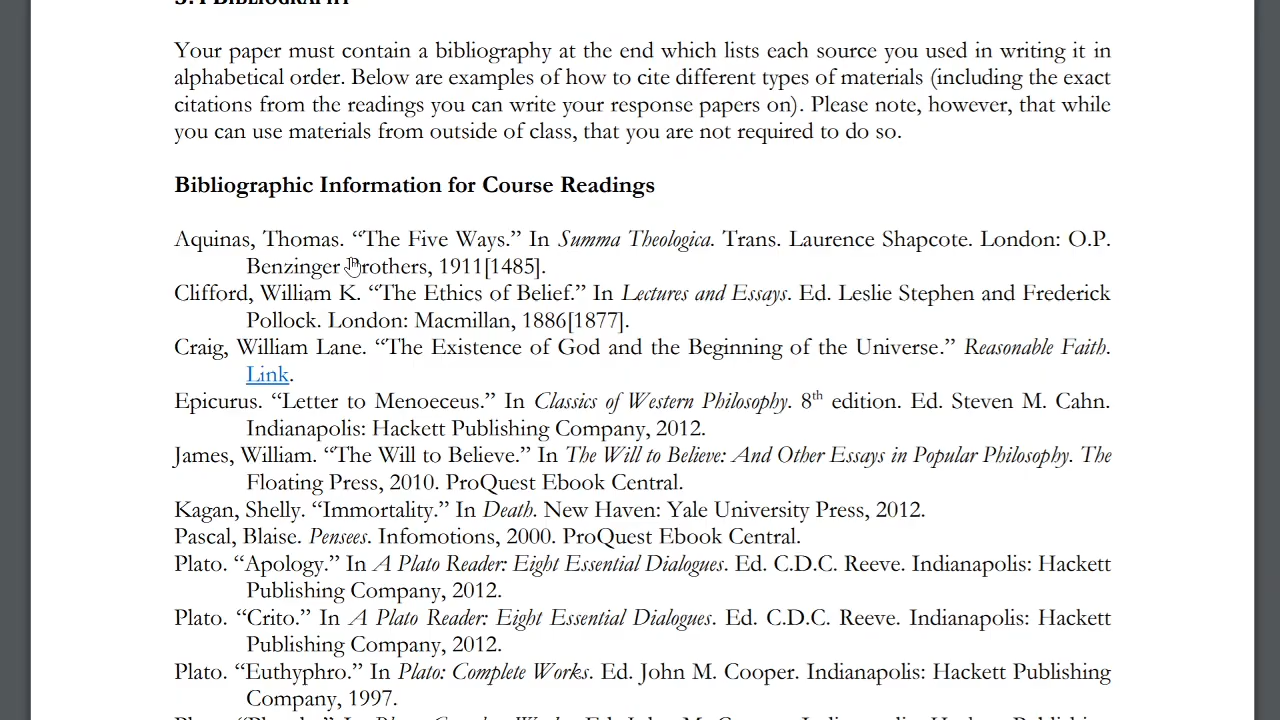 3.4 BIBLIOGRAPHY
Your paper must contain a bibliography at the end which lists each source you used in writing it in
alphabetical order. Below are examples of how to cite different types of materials (including the exact
citations from the readings you can write your response papers on). Please note, however, that while
you can use materials from outside of class, that you are not required to do so.
Bibliographic Information for Course Readings
Aquinas, Thomas. “The Five Ways.” In Summa Theologica. Trans. Laurence Shapcote. London: O.P.
Benzinger Brothers, 1911[1485].
Clifford, William K. “The Ethics of Belief.” In Lectures and Essays. Ed. Leslie Stephen and Frederick
Pollock. London: Macmillan, 1886[1877].
Craig, William Lane. “The Existence of God and the Beginning of the Universe.” Reasonable Faith.
Link.
Epicurus. “Letter to Menoeceus.” In Classics of Western Philosophy. 8th edition. Ed. Steven M. Cahn.
Indianapolis: Hackett Publishing Company, 2012.
James, William. “The Will to Believe.” In The Will to Believe: And Other Essays in Popular Philosophy. The
Floating Press, 2010. ProQuest Ebook Central.
Kagan, Shelly. “Immortality.” In Death. New Haven: Yale University Press, 2012.
Pascal, Blaise. Pensees. Infomotions, 2000. ProQuest Ebook Central.
Plato. “Apology.” In A Plato Reader: Eight Essential Dialogues. Ed. C.D.C. Reeve. Indianapolis: Hackett
Publishing Company, 2012.
Plato. “Crito.” In A Plato Reader: Eight Essential Dialogues. Ed. C.D.C. Reeve. Indianapolis: Hackett
Publishing Company, 2012.
Plato. “Euthyphro.” In Plato: Complete Works. Ed. John M. Cooper. Indianapolis: Hackett Publishing
Company, 1997.